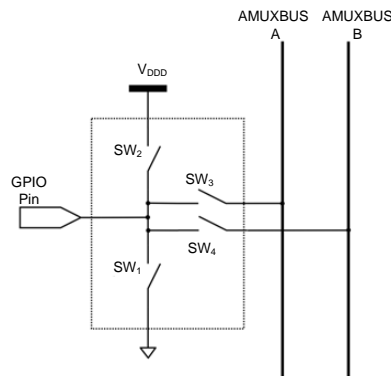 AMUXBUS AMUXBUS
A B
VDDD
SW2
GPIO
Pin
SW3
SW4
SW1